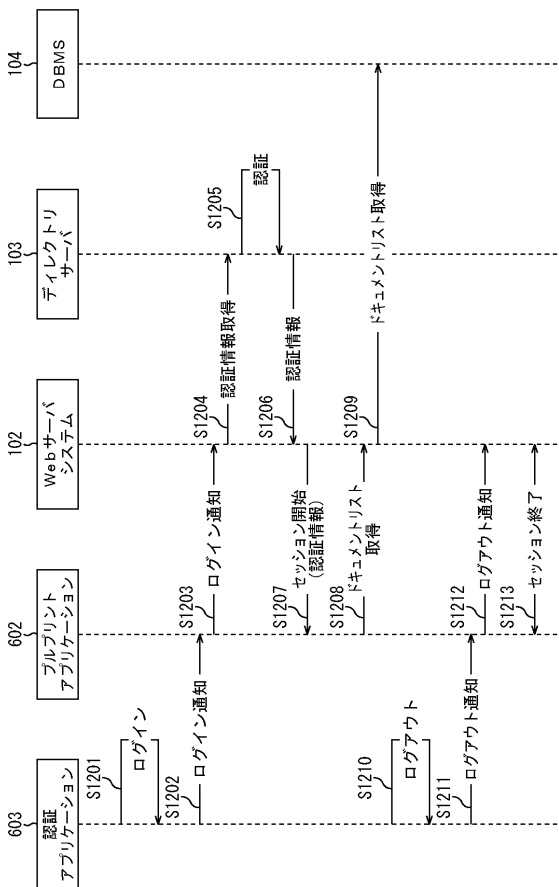 603
認証
アプリケーション
602
プルプリント
アプリケーション
102
Webサーバ
システム
103
ディレクトリ
サーバ
104
DBMS
S1201
ログイン
S1202
ログイン通知
S1203
ログイン通知
S1204
認証情報取得
S1205
認証
S1206
認証情報
S1207
セッション開始
(認証情報)
S1208
ドキュメントリスト
取得
S1209
ドキュメントリスト取得
S1210
ログアウト
S1211
ログアウト通知
S1212
ログアウト通知
S1213
セッション終了